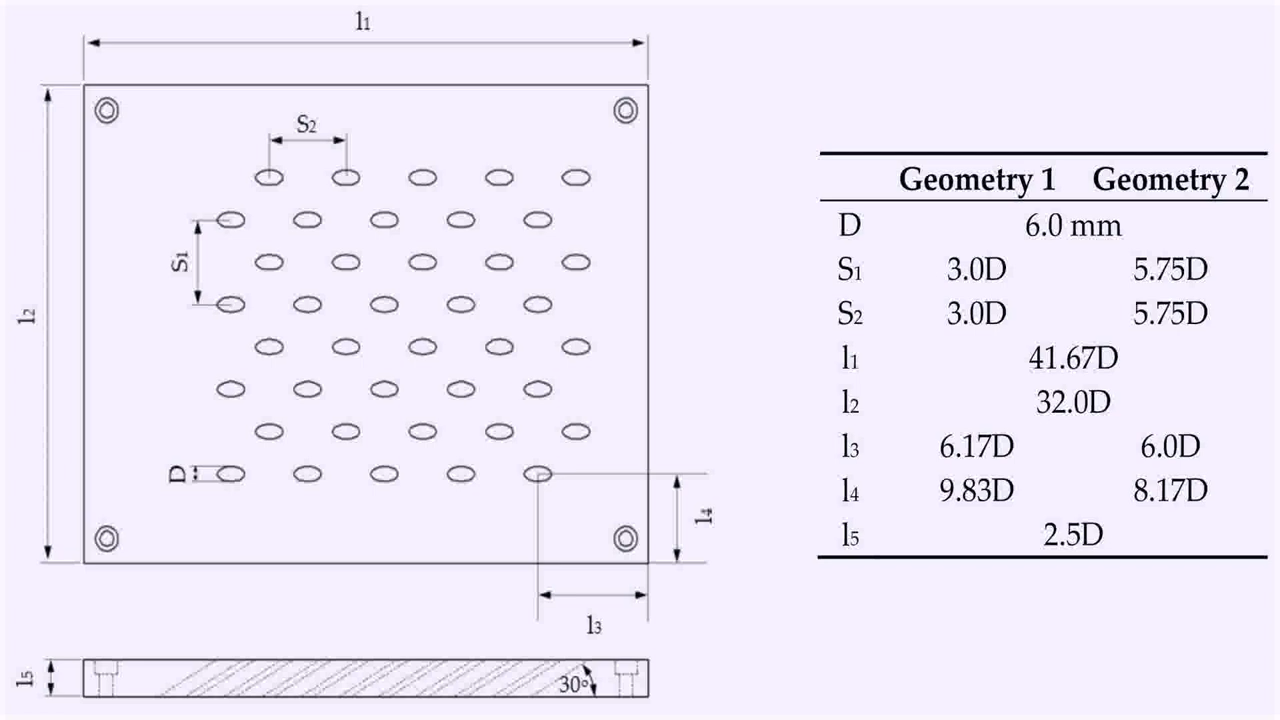 l1
S2
S1
l2
D
l4
l3
l5
30°
Geometry 1 Geometry 2
D 6.0 mm
S1 3.0D 5.75D
S2 3.0D 5.75D
l1 41.67D
l2 32.0D
l3 6.17D 6.0D
l4 9.83D 8.17D
l5 2.5D